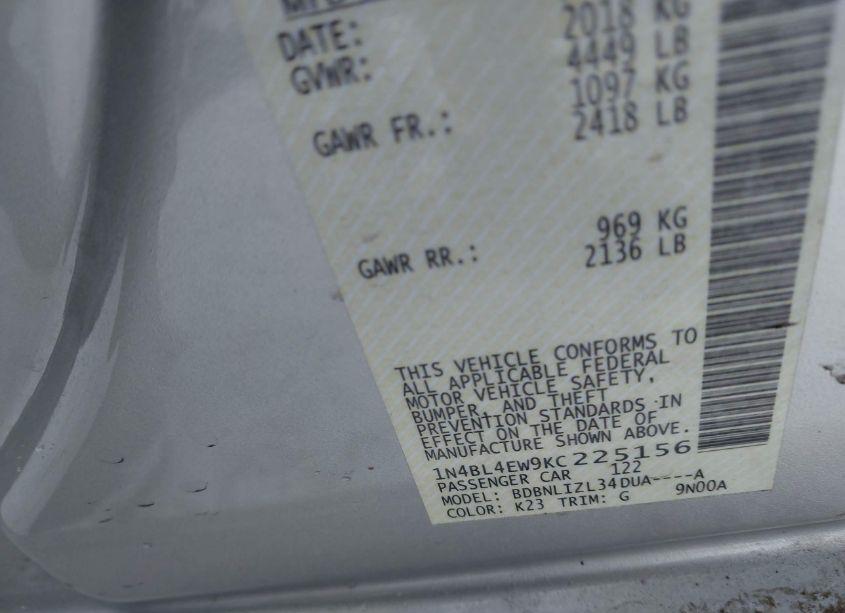 DATE: 2018 KG
GVWR: 4449 LB
1097 KG
GAWR FR.: 2418 LB
969 KG
GAWR RR.: 2136 LB
THIS VEHICLE CONFORMS TO
ALL APPLICABLE FEDERAL
MOTOR VEHICLE SAFETY,
BUMPER, AND THEFT
PREVENTION STANDARDS IN
EFFECT ON THE DATE OF
MANUFACTURE SHOWN ABOVE.
1N4BL4EW9KC225156
PASSENGER CAR 122
MODEL: BDBNLIZL34DUA----A
COLOR: K23 TRIM: G 9N00A